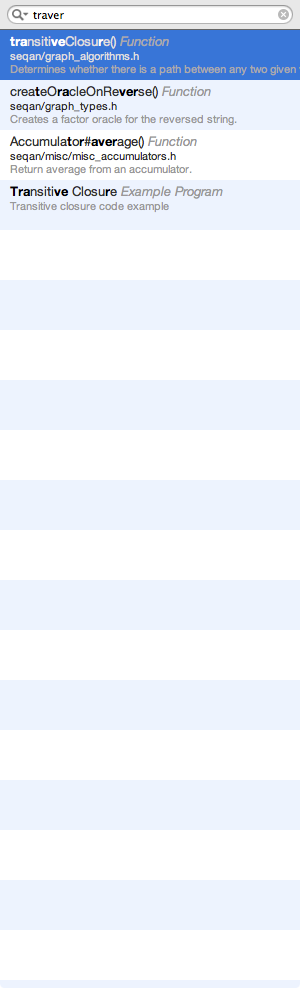 traver
transitiveClosure() Function
seqan/graph_algorithms.h
Determines whether there is a path between any two given
createOracleOnReverse() Function
seqan/graph_types.h
Creates a factor oracle for the reversed string.
Accumulator#average() Function
seqan/misc/misc_accumulators.h
Return average from an accumulator.
Transitive Closure Example Program
Transitive closure code example